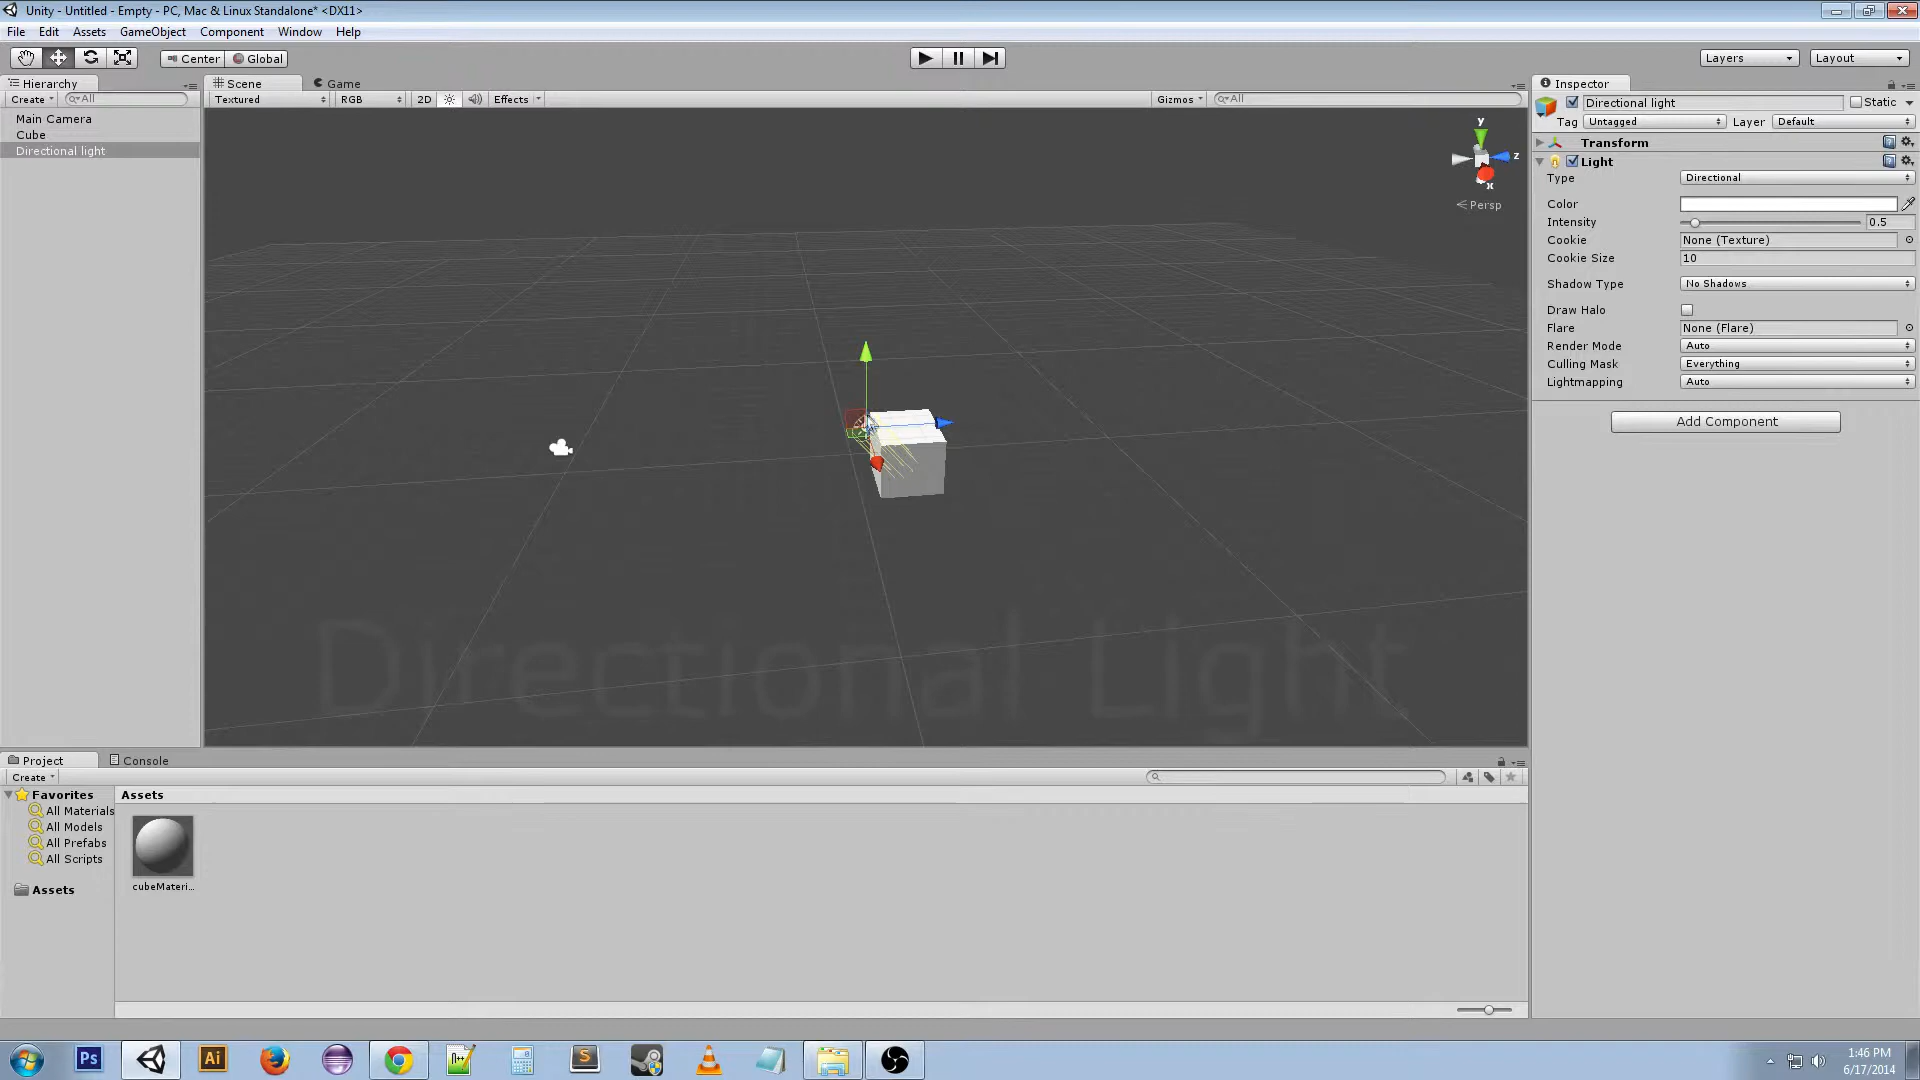 Unity - Untitled - Empty - PC, Mac & Linux Standalone* <DX11>
File Edit Assets GameObject Component Window Help
Center Global Layers Layout
Hierarchy
Create All
Main Camera
Cube
Directional light
Scene Game
Textured RGB 2D Effects Gizmos All
y
z
x
Persp
Directional Light
Inspector
Directional light Static
Tag Untagged Layer Default
Transform
Light
Type Directional
Color
Intensity 0.5
Cookie None (Texture)
Cookie Size 10
Shadow Type No Shadows
Draw Halo
Flare None (Flare)
Render Mode Auto
Culling Mask Everything
Lightmapping Auto
Add Component
Project Console
Create
Favorites
All Materials
All Models
All Prefabs
All Scripts
Assets
Assets
cubeMateri...
Ps
Ai
S
1:46 PM
6/17/2014